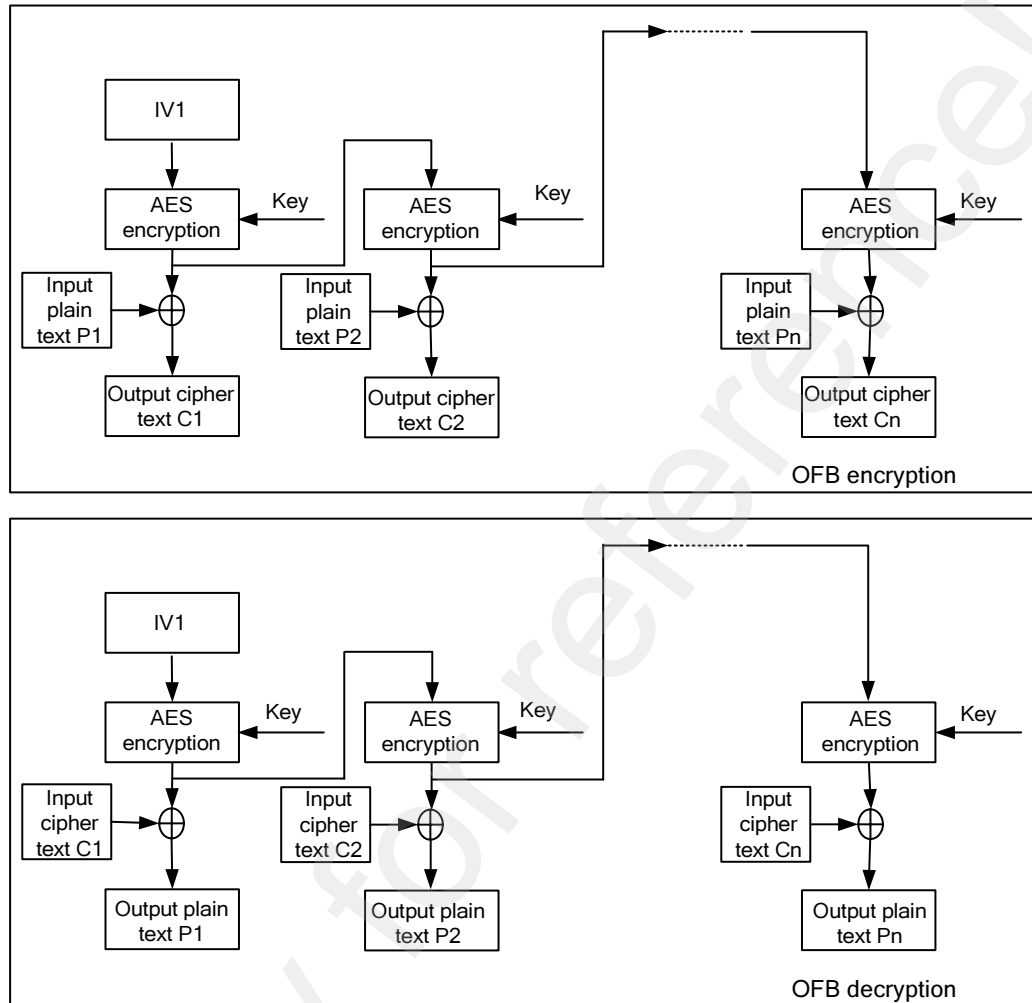 IV1
AES
encryption
Key
AES
encryption
Key
AES
encryption
Key
Input
plain
text P1
Input
plain
text P2
Input
plain
text Pn
Output cipher
text C1
Output cipher
text C2
Output cipher
text Cn
OFB encryption
IV1
AES
encryption
Key
AES
encryption
Key
AES
encryption
Key
Input
cipher
text C1
Input
cipher
text C2
Input
cipher
text Cn
Output plain
text P1
Output plain
text P2
Output plain
text Pn
OFB decryption
for reference!